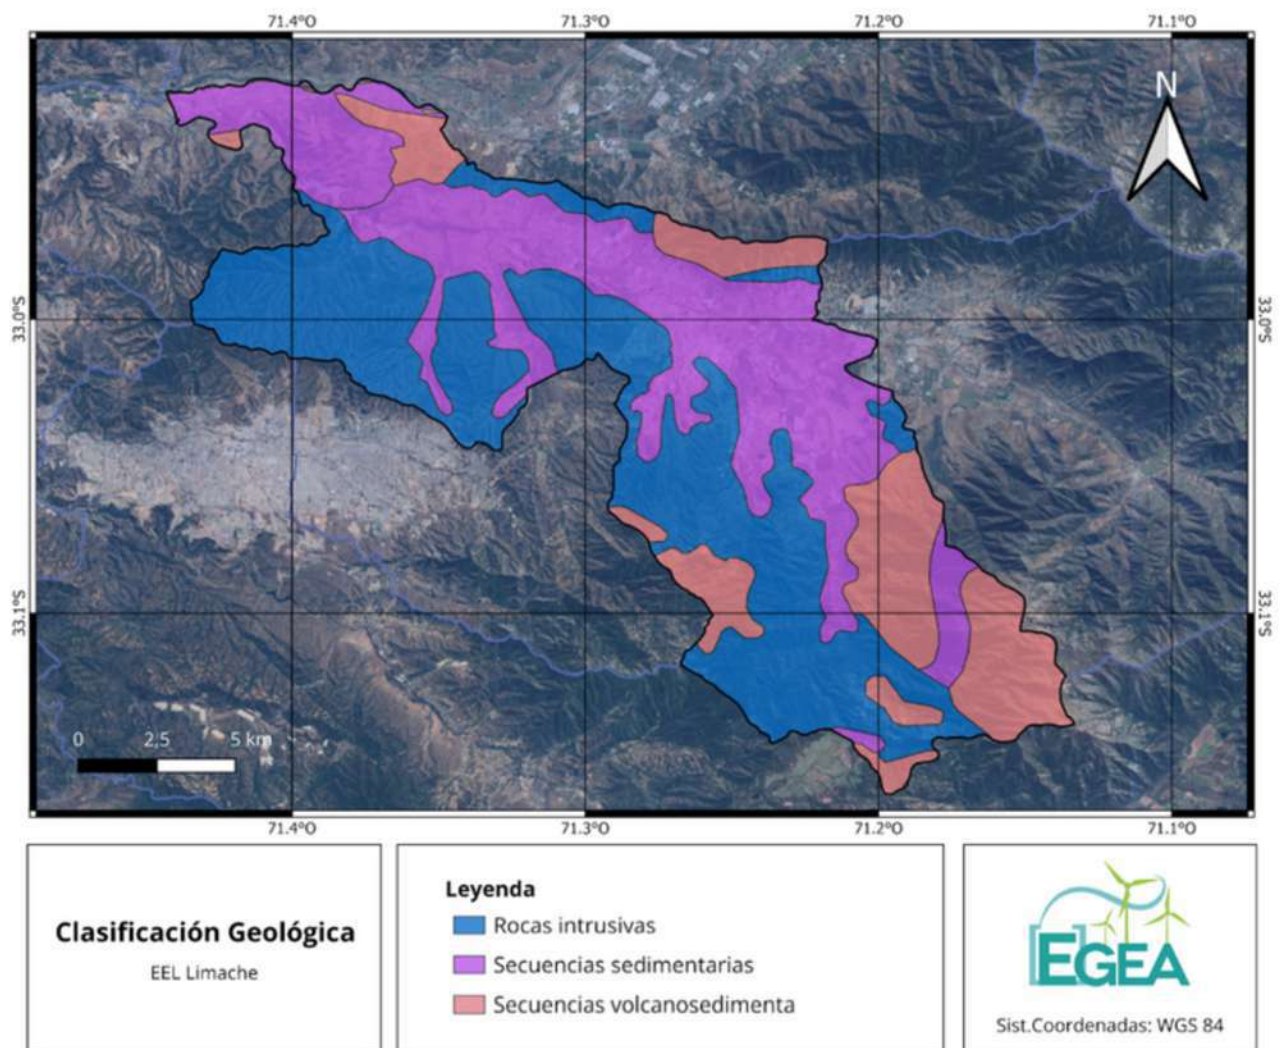 71.4°O 71.3°O 71.2°O 71.1°O
N
33.0°S 33.0°S
33.1°S 33.1°S
0 2,5 5 km
71.4°O 71.3°O 71.2°O 71.1°O
Clasificación Geológica
EEL Limache
Leyenda
Rocas intrusivas
Secuencias sedimentarias
Secuencias volcanosedimenta
EGEA
Sist.Coordenadas: WGS 84